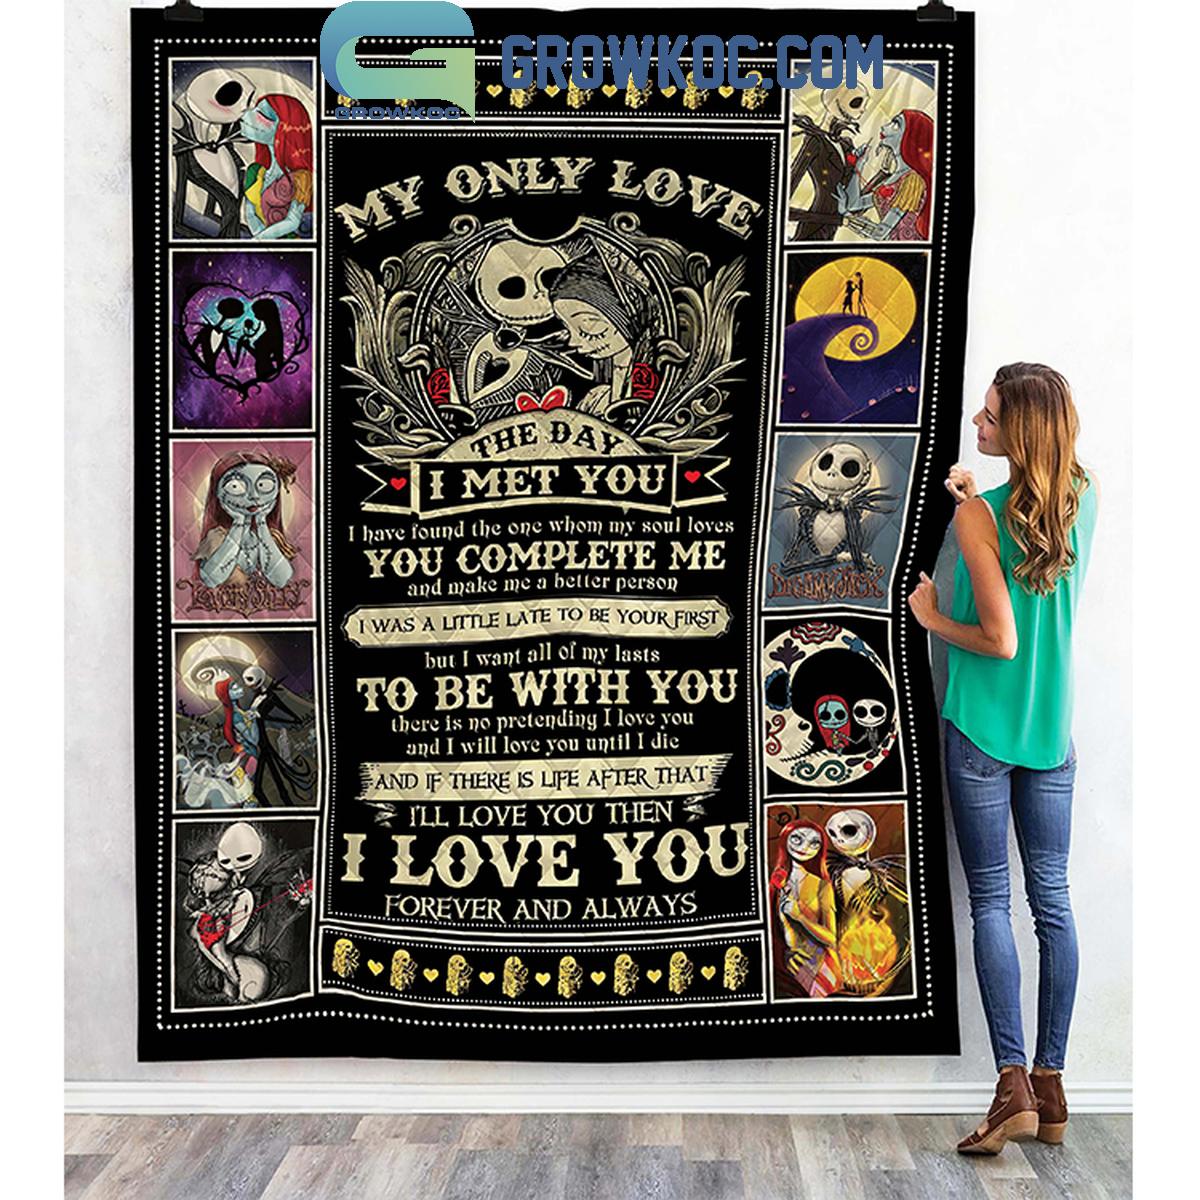 GROWKOC.COM
GROWKOC
MY ONLY LOVE
THE DAY
I MET YOU
I have found the one whom my soul loves
YOU COMPLETE ME
and make me a better person
I WAS A LITTLE LATE TO BE YOUR FIRST
but I want all of my lasts
TO BE WITH YOU
there is no pretending I love you
and I will love you until I die
AND IF THERE IS LIFE AFTER THAT
I'LL LOVE YOU THEN
I LOVE YOU
FOREVER AND ALWAYS
DREAMY JACK